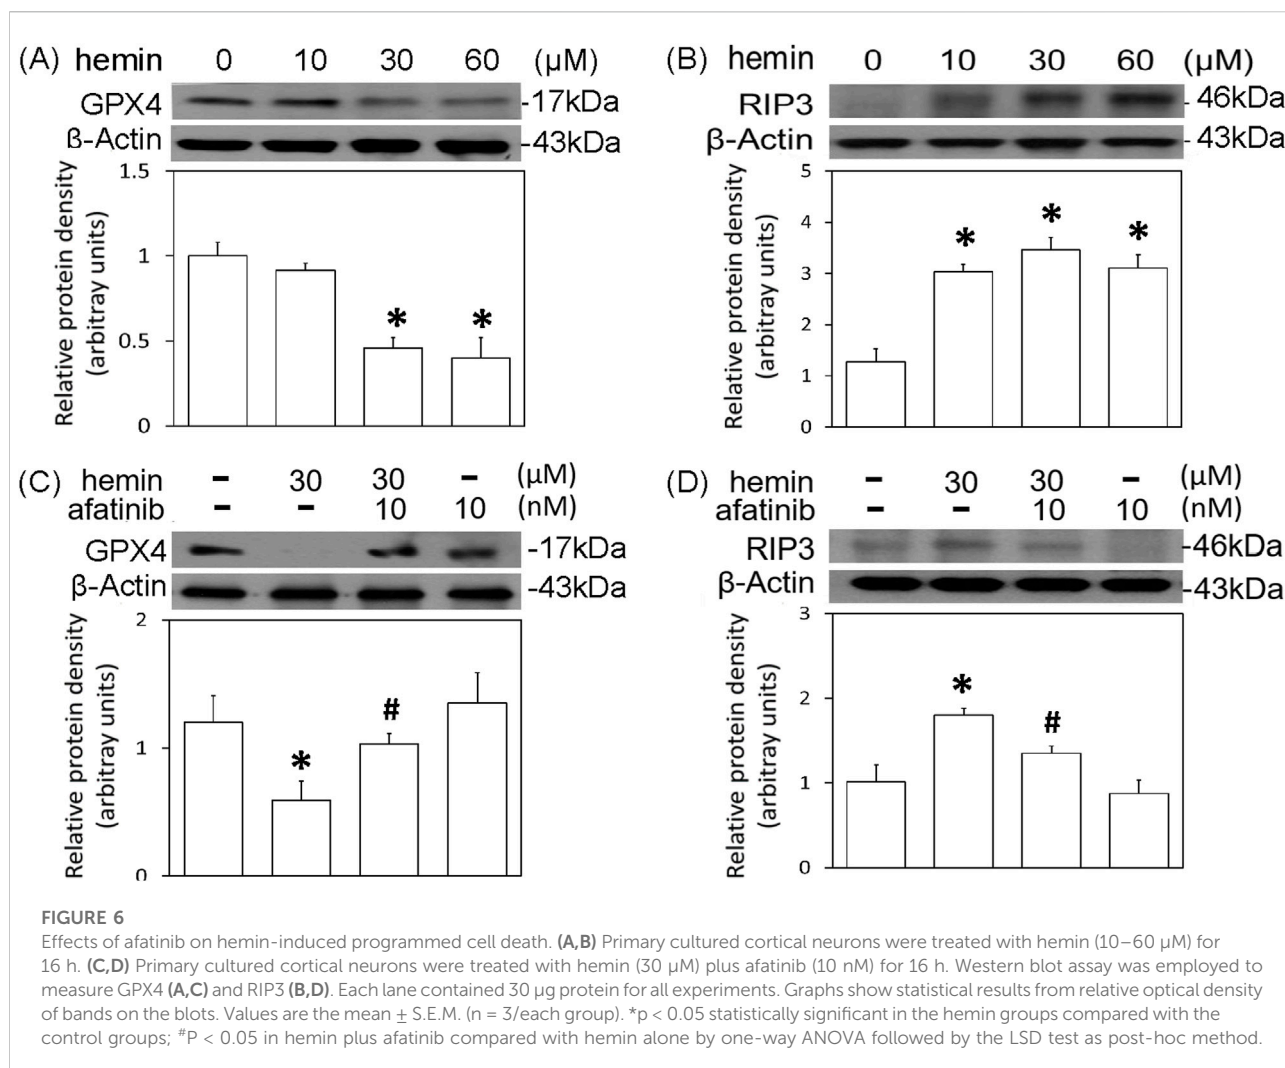 (A) hemin 0 10 30 60 (µM)
GPX4 -17kDa
ß-Actin -43kDa
Relative protein density
(arbitray units)
1.5
1
0.5
0
* *
(B) hemin 0 10 30 60 (µM)
RIP3 - 46kDa
β-Actin - 43kDa
Relative protein density
(arbitray units)
5
4
3
2
1
0
* * *
(C) hemin - 30 30 - (µM)
afatinib - - 10 10 (nM)
GPX4 -17kDa
β-Actin -43kDa
Relative protein density
(arbitray units)
2
1
0
* #
(D) hemin - 30 30 - (µM)
afatinib - - 10 10 (nM)
RIP3 -46kDa
β-Actin -43kDa
Relative protein density
(arbitray units)
3
2
1
0
* #
FIGURE 6
Effects of afatinib on hemin-induced programmed cell death. (A,B) Primary cultured cortical neurons were treated with hemin (10–60 µM) for
16 h. (C,D) Primary cultured cortical neurons were treated with hemin (30 µM) plus afatinib (10 nM) for 16 h. Western blot assay was employed to
measure GPX4 (A,C) and RIP3 (B,D). Each lane contained 30 µg protein for all experiments. Graphs show statistical results from relative optical density
of bands on the blots. Values are the mean ± S.E.M. (n = 3/each group). *p < 0.05 statistically significant in the hemin groups compared with the
control groups; #P < 0.05 in hemin plus afatinib compared with hemin alone by one-way ANOVA followed by the LSD test as post-hoc method.